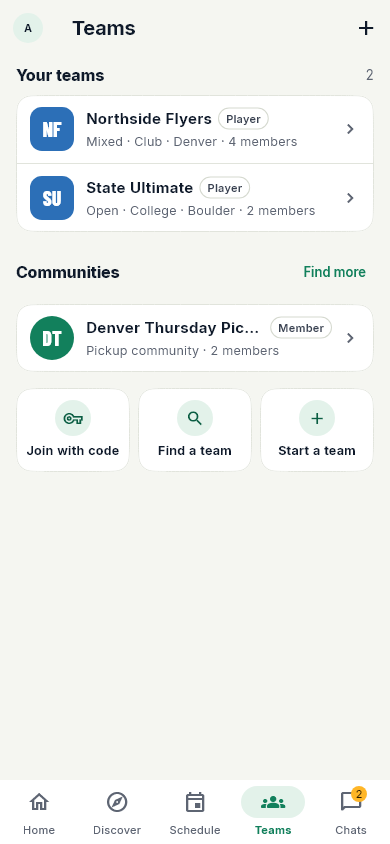 A
Teams
Your teams
2
NF
Northside Flyers
Player
Mixed · Club · Denver · 4 members
SU
State Ultimate
Player
Open · College · Boulder · 2 members
Communities
Find more
DT
Denver Thursday Pic...
Member
Pickup community · 2 members
Join with code
Find a team
Start a team
2
Home
Discover
Schedule
Teams
Chats